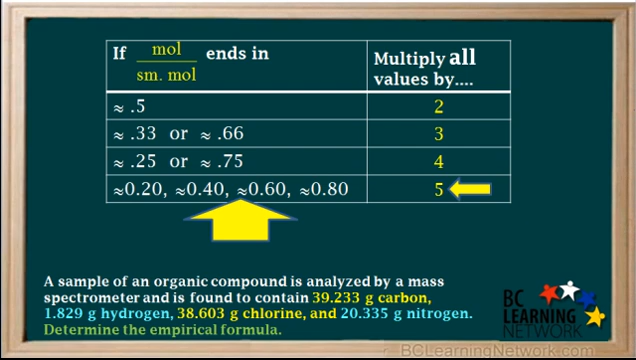 If mol ends in
sm. mol
Multiply all
values by....
≈ .5 2
≈ .33 or ≈ .66 3
≈ .25 or ≈ .75 4
≈0.20, ≈0.40, ≈0.60, ≈0.80 5
A sample of an organic compound is analyzed by a mass
spectrometer and is found to contain 39.233 g carbon,
1.829 g hydrogen, 38.603 g chlorine, and 20.335 g nitrogen.
Determine the empirical formula.
BC
LEARNING
NETWORK
BCLearningNetwork.com